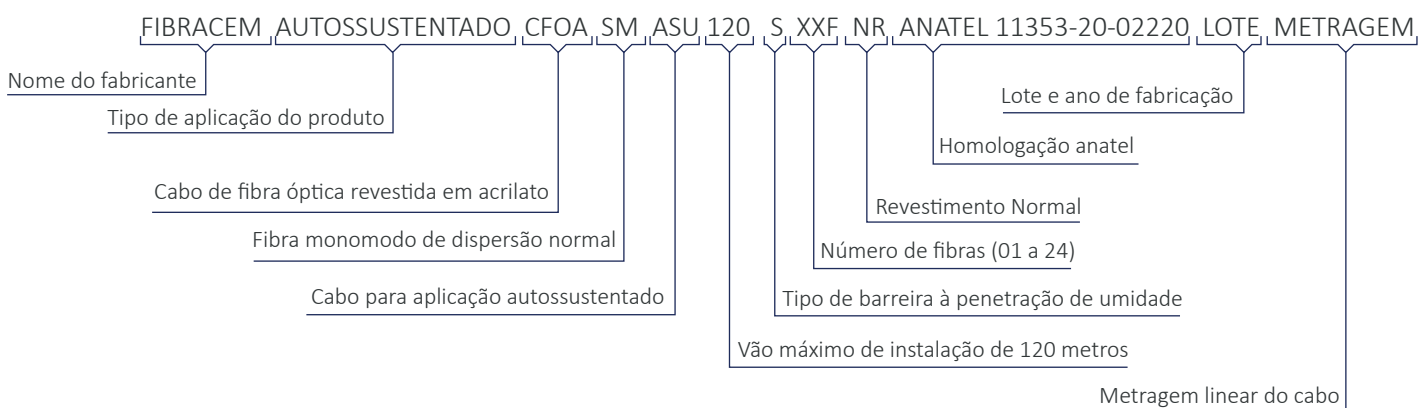 FIBRACEM AUTOSSUSTENTADO CFOA SM ASU 120 S XXF NR ANATEL 11353-20-02220 LOTE METRAGEM
Nome do fabricante
Tipo de aplicação do produto
Lote e ano de fabricação
Homologação anatel
Cabo de fibra óptica revestida em acrilato
Revestimento Normal
Fibra monomodo de dispersão normal
Número de fibras (01 a 24)
Cabo para aplicação autossustentado
Tipo de barreira à penetração de umidade
Vão máximo de instalação de 120 metros
Metragem linear do cabo